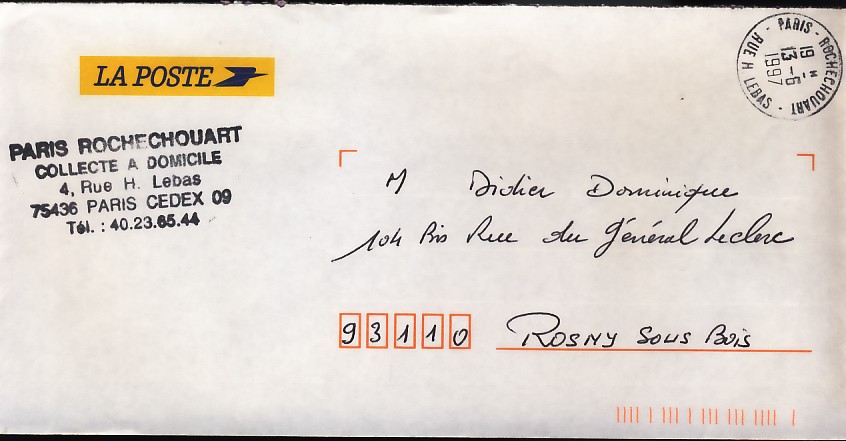 LA POSTE
PARIS - ROCHECHOUART - RUE H LEBAS -
19 H
13-6
1997
PARIS ROCHECHOUART
COLLECTE A DOMICILE
4, Rue H. Lebas
75436 PARIS CEDEX 09
Tél. : 40.23.65.44
M Didier Dominique
104 Bis Rue du Général Leclerc
93110 ROSNY SOUS BOIS